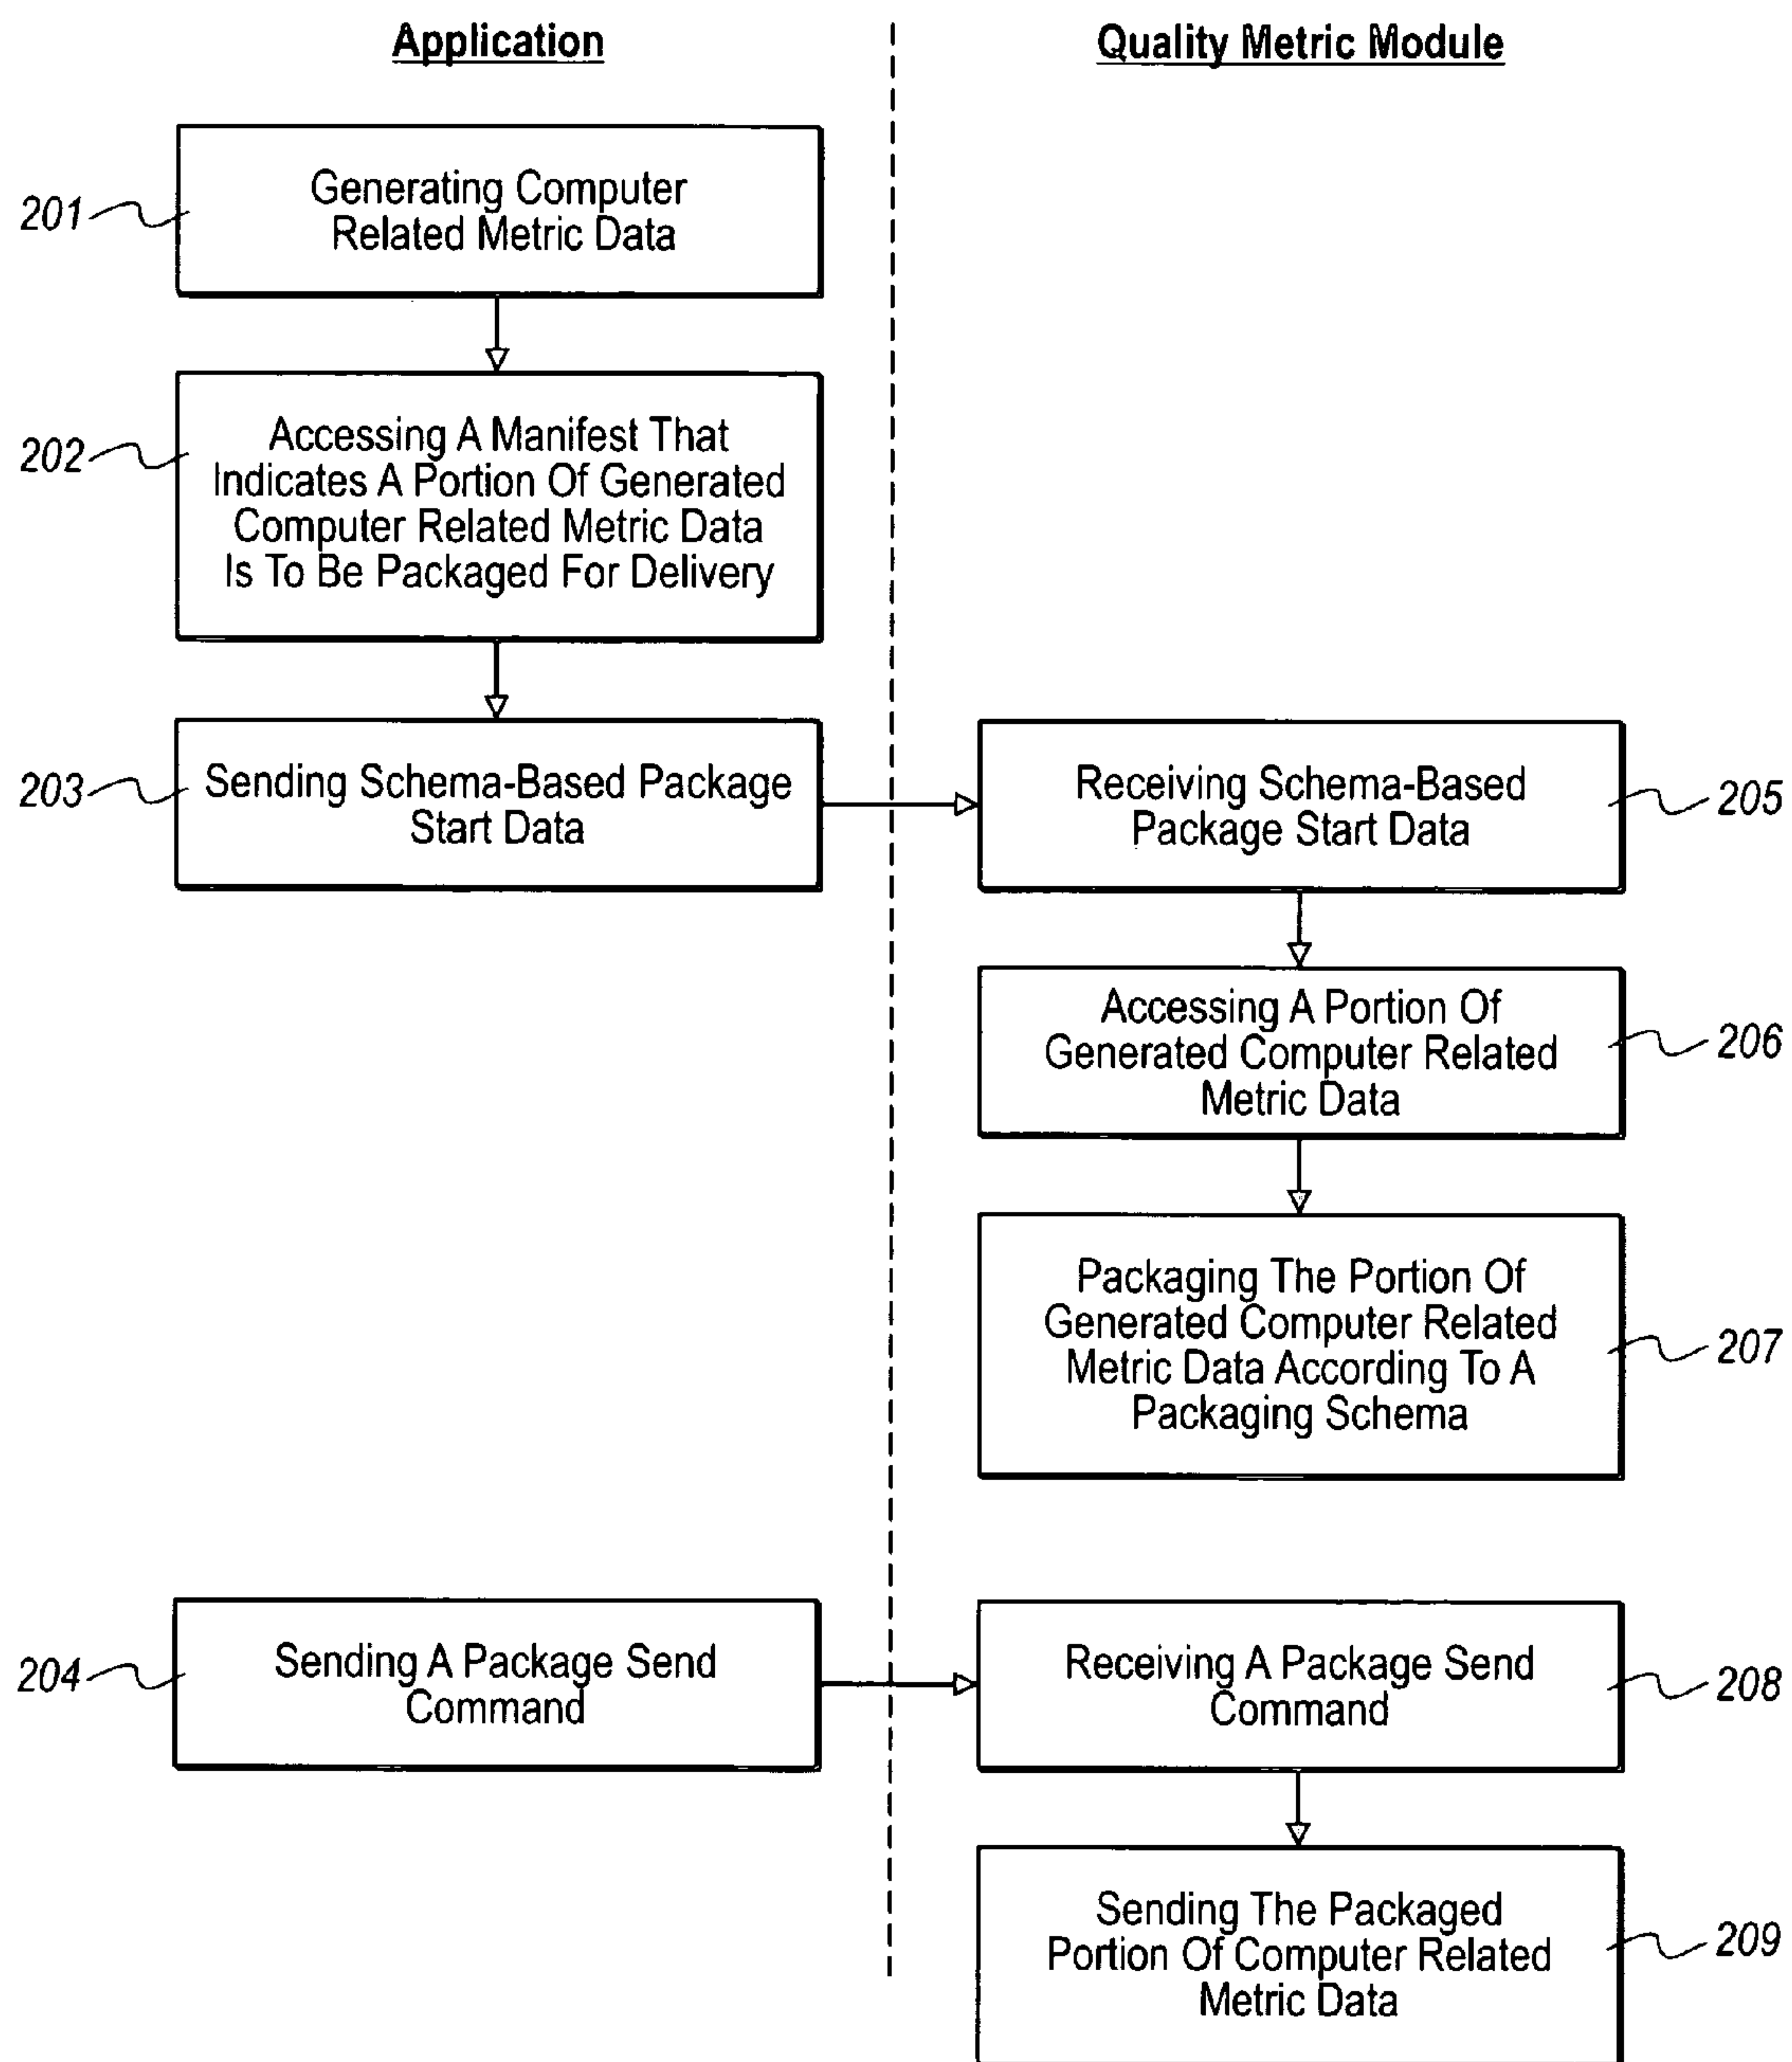 Application
Quality Metric Module
201
Generating Computer
Related Metric Data
202
Accessing A Manifest That
Indicates A Portion Of Generated
Computer Related Metric Data
Is To Be Packaged For Delivery
203
Sending Schema-Based Package
Start Data
Receiving Schema-Based
Package Start Data
205
Accessing A Portion Of
Generated Computer Related
Metric Data
206
Packaging The Portion Of
Generated Computer Related
Metric Data According To A
Packaging Schema
207
204
Sending A Package Send
Command
Receiving A Package Send
Command
208
Sending The Packaged
Portion Of Computer Related
Metric Data
209